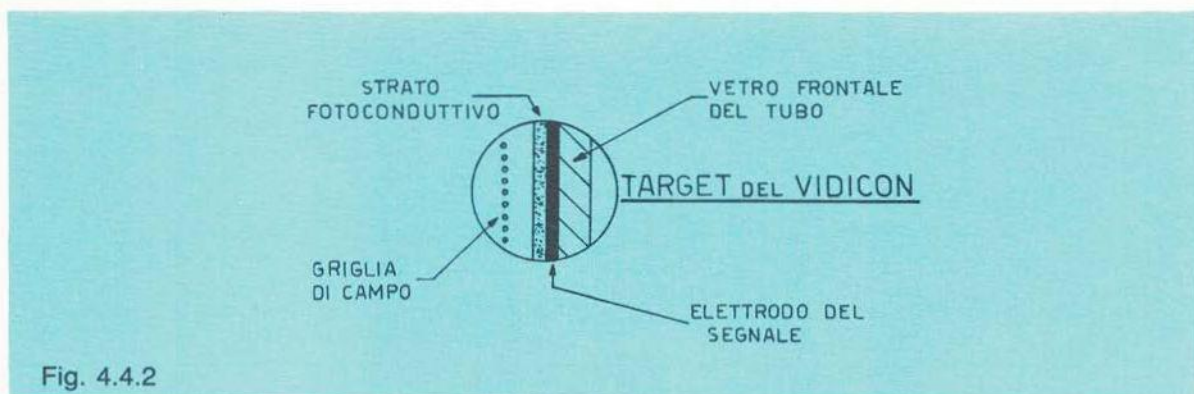 STRATO
FOTOCONDUTTIVO
VETRO FRONTALE
DEL TUBO
TARGET DEL VIDICON
GRIGLIA
DI CAMPO
ELETTRODO DEL
SEGNALE
Fig. 4.4.2